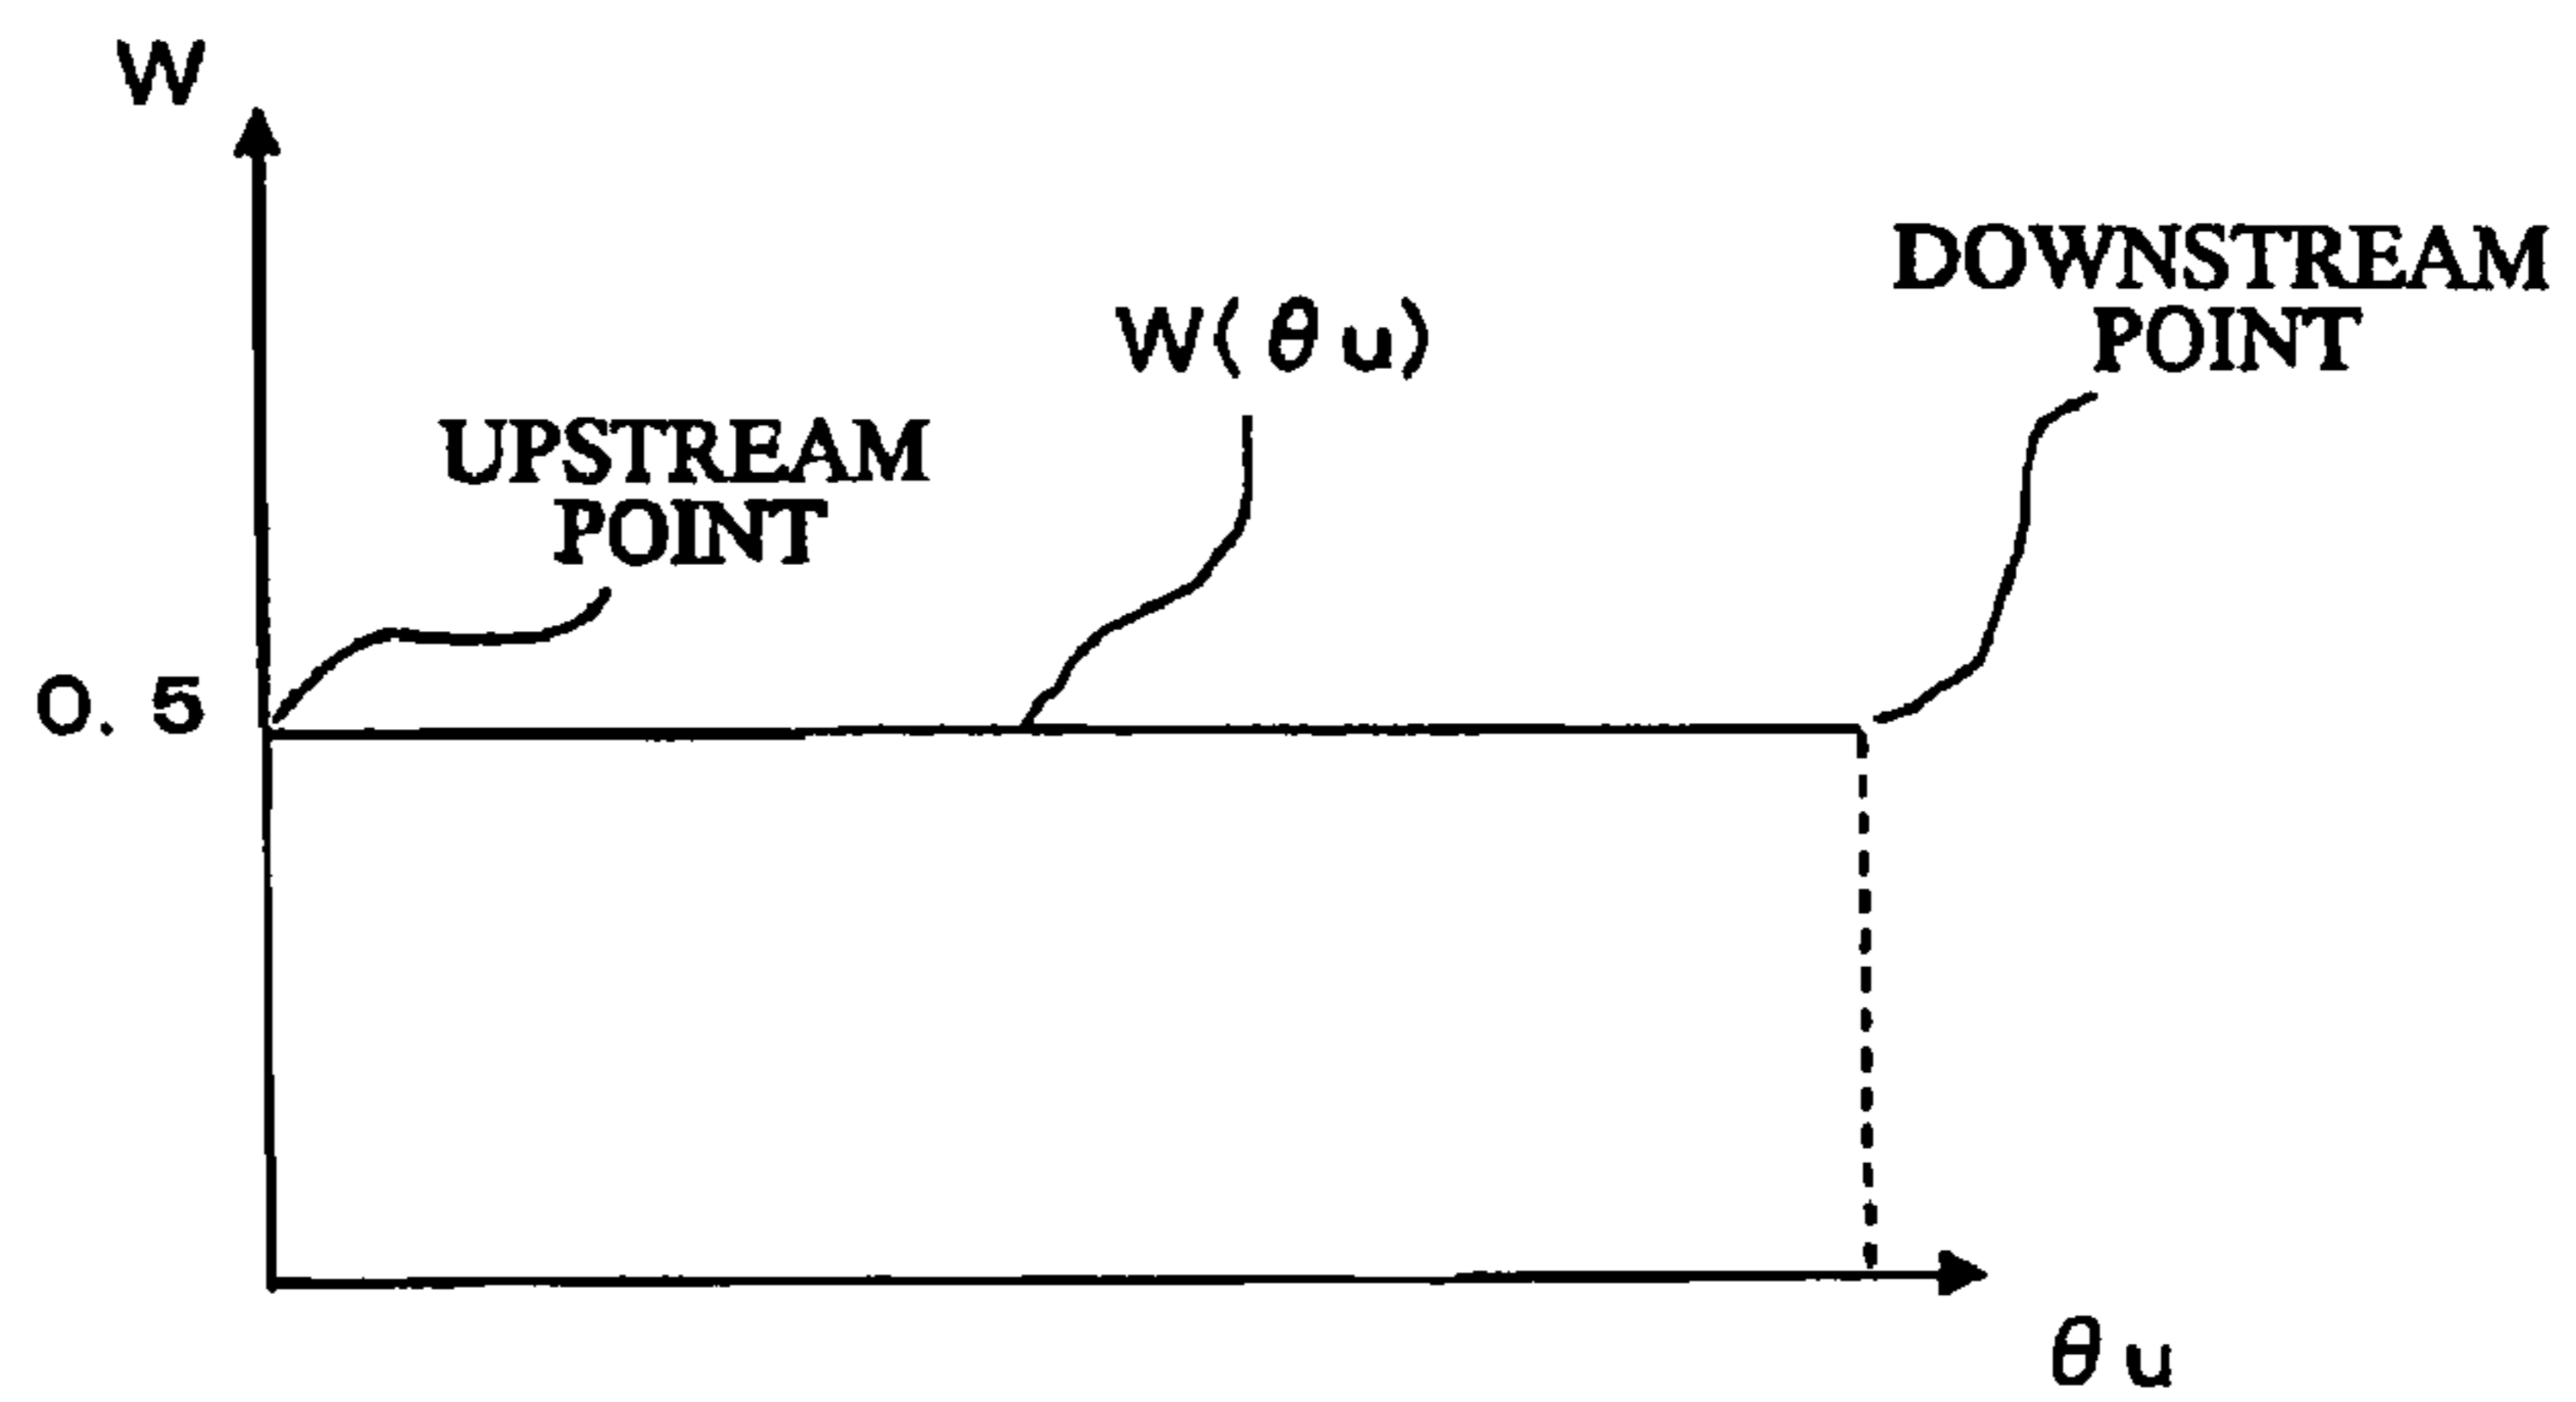 W
DOWNSTREAM
POINT
W(θu)
UPSTREAM
POINT
0.5
θu